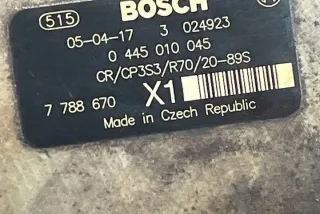 BOSCH
515
05-04-17 3 024923
0 445 010 045
CR/CP3S3/R70/20-89S
7 788 670 X1
Made in Czech Republic